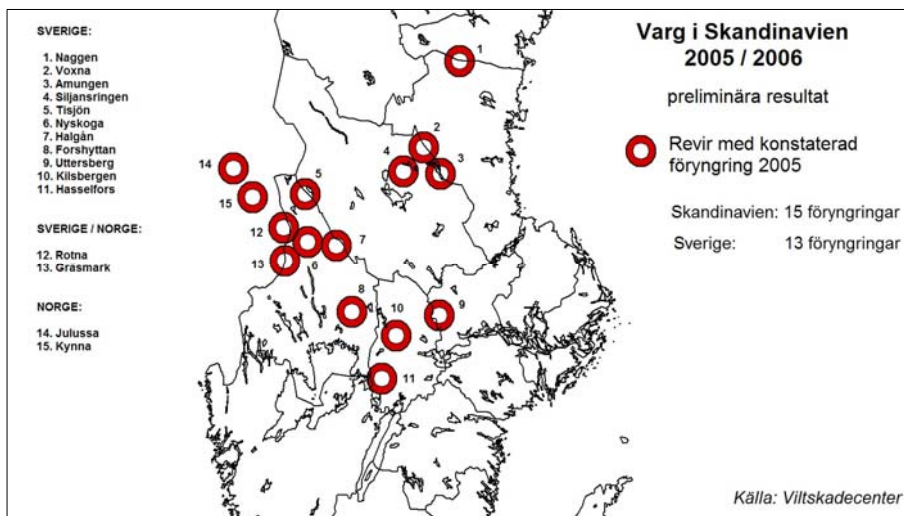 SVERIGE:
1. Naggen
2. Voxna
3. Amungen
4. Siljansringen
5. Tisjön
6. Nyskoga
7. Halgån
8. Forshyttan
9. Uttersberg
10. Kilsbergen
11. Hasselfors
SVERIGE / NORGE:
12. Rotna
13. Gräsmark
NORGE:
14. Julussa
15. Kynna
1
2
4
3
14
5
15
12
7
13
6
8
10
9
11
Varg i Skandinavien
2005 / 2006
preliminära resultat
Revir med konstaterad
föryngring 2005
Skandinavien: 15 föryngringar
Sverige: 13 föryngringar
Källa: Viltskadecenter